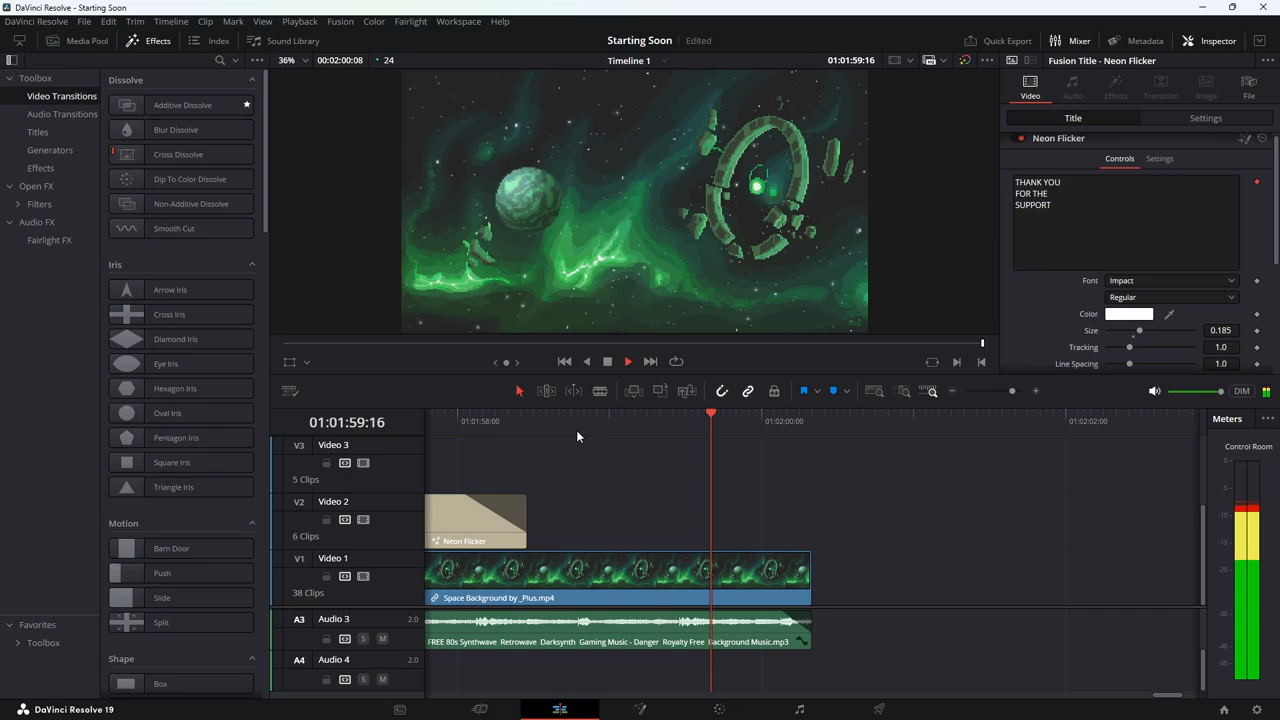 DaVinci Resolve - Starting Soon
DaVinci Resolve File Edit Trim Timeline Clip Mark View Playback Fusion Color Fairlight Workspace Help
Media Pool Effects Index Sound Library Starting Soon Edited Quick Export Mixer Metadata Inspector
36% 00:02:00:08 24 Timeline 1 01:01:59:16 Fusion Title - Neon Flicker
Toolbox
Video Transitions
Audio Transitions
Titles
Generators
Effects
Open FX
Filters
Audio FX
Fairlight FX
Favorites
Toolbox
Dissolve
Additive Dissolve
Blur Dissolve
Cross Dissolve
Dip To Color Dissolve
Non-Additive Dissolve
Smooth Cut
Iris
Arrow Iris
Cross Iris
Diamond Iris
Eye Iris
Hexagon Iris
Oval Iris
Pentagon Iris
Square Iris
Triangle Iris
Motion
Barn Door
Push
Slide
Split
Shape
Box
Video Audio Effects Transition Image File
Title Settings
Neon Flicker
Controls Settings
THANK YOU
FOR THE
SUPPORT
Font Impact
Regular
Color
Size 0.185
Tracking 1.0
Line Spacing 1.0
DIM
01:01:59:16
01:01:58:00 01:02:00:00 01:02:02:00
V3 Video 3
5 Clips
V2 Video 2
6 Clips
Neon Flicker
V1 Video 1
38 Clips
Space Background by _Plus.mp4
A3 Audio 3 2.0
S M
FREE 80s Synthwave Retrowave Darksynth Gaming Music - Danger Royalty Free Background Music.mp3
A4 Audio 4 2.0
S M
Meters
Control Room
0
-5
-10
-15
-20
-30
-40
-50
DaVinci Resolve 19